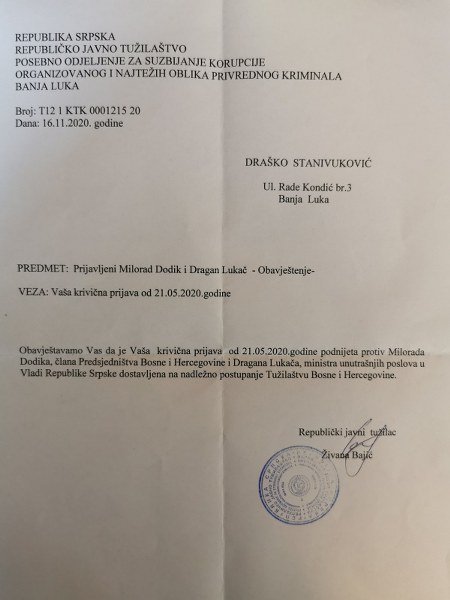 REPUBLIKA SRPSKA
REPUBLIČKO JAVNO TUŽILAŠTVO
POSEBNO ODJELJENJE ZA SUZBIJANJE KORUPCIJE
ORGANIZOVANOG I NAJTEŽIH OBLIKA PRIVREDNOG KRIMINALA
BANJA LUKA
Broj: T12 1 KTK 0001215 20
Dana: 16.11.2020. godine
DRAŠKO STANIVUKOVIĆ
Ul. Rade Kondić br.3
Banja Luka
PREDMET: Prijavljeni Milorad Dodik i Dragan Lukač - Obavještenje-
VEZA: Vaša krivična prijava od 21.05.2020.godine
Obavještavamo Vas da je Vaša krivična prijava od 21.05.2020.godine podnijeta protiv Milorada
Dodika, člana Predsjedništva Bosne i Hercegovine i Dragana Lukača, ministra unutrašnjih poslova u
Vladi Republike Srpske dostavljena na nadležno postupanje Tužilaštvu Bosne i Hercegovine.
Republički javni tužilac
Živana Bajić